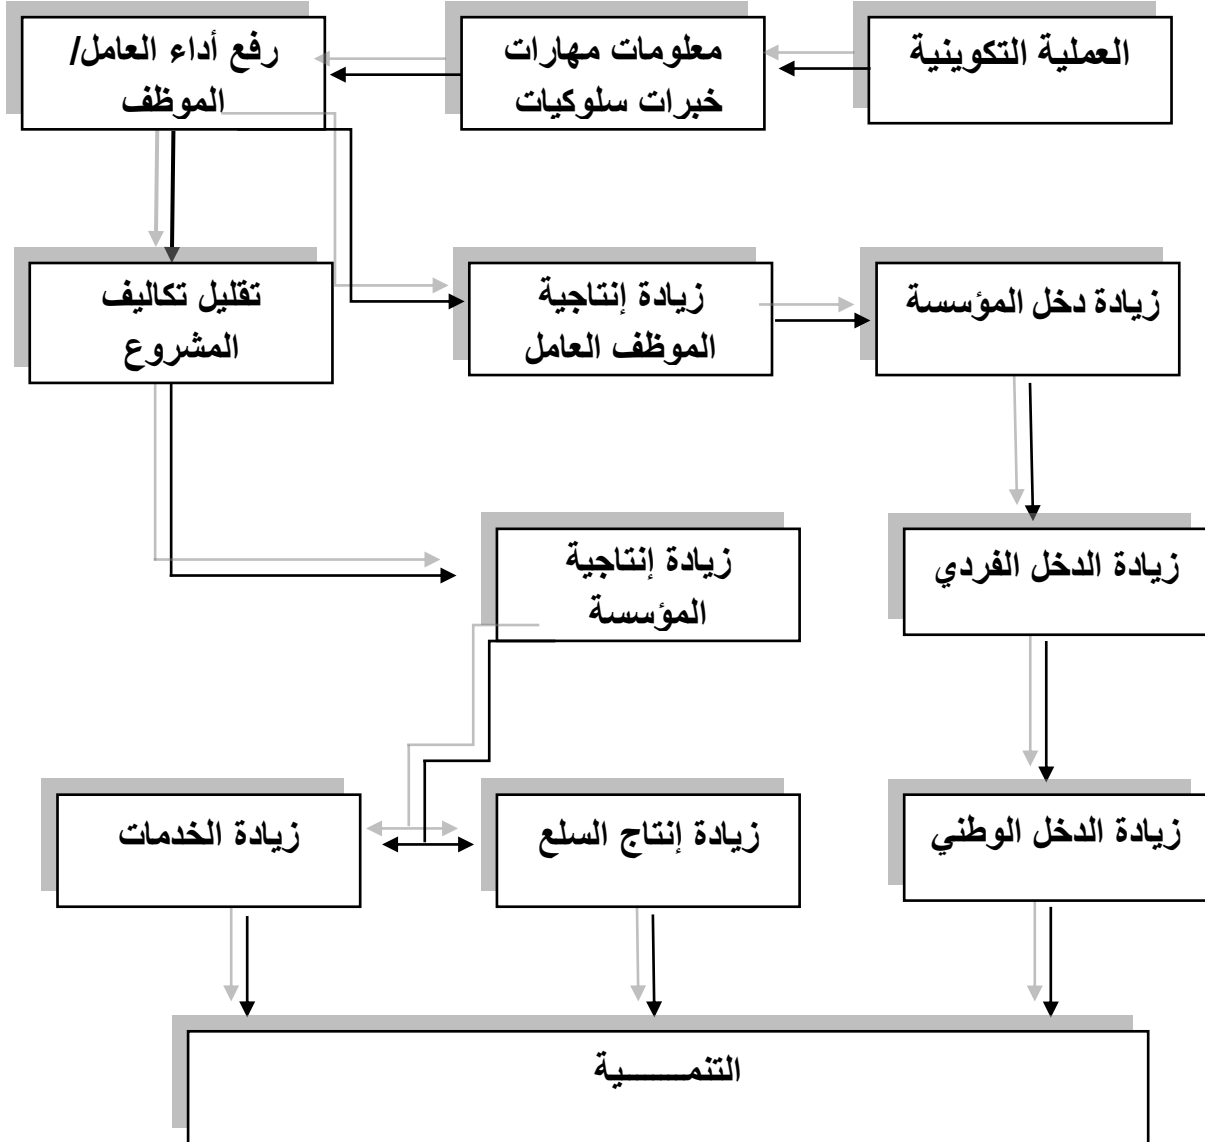 العملية التكوينية
معلومات مهارات
خبرات سلوكيات
رفع أداء العامل/
الموظف
تقليل تكاليف
المشروع
زيادة إنتاجية
الموظف العامل
زيادة دخل المؤسسة
زيادة إنتاجية
المؤسسة
زيادة الدخل الفردي
زيادة الخدمات
زيادة إنتاج السلع
زيادة الدخل الوطني
التنمـــــــية